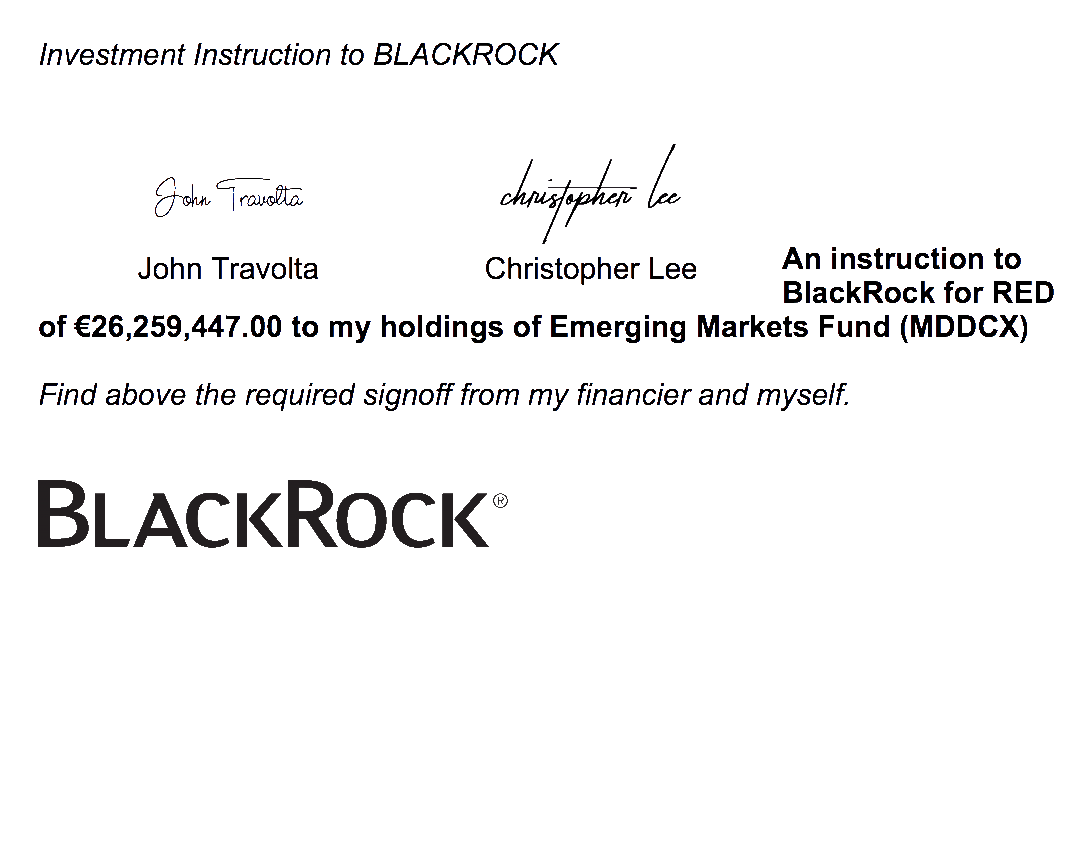 Investment Instruction to BLACKROCK
John Travolta
christopher Lee
John Travolta
Christopher Lee
An instruction to
BlackRock for RED
of €26,259,447.00 to my holdings of Emerging Markets Fund (MDDCX)
Find above the required signoff from my financier and myself.
BLACKROCK®